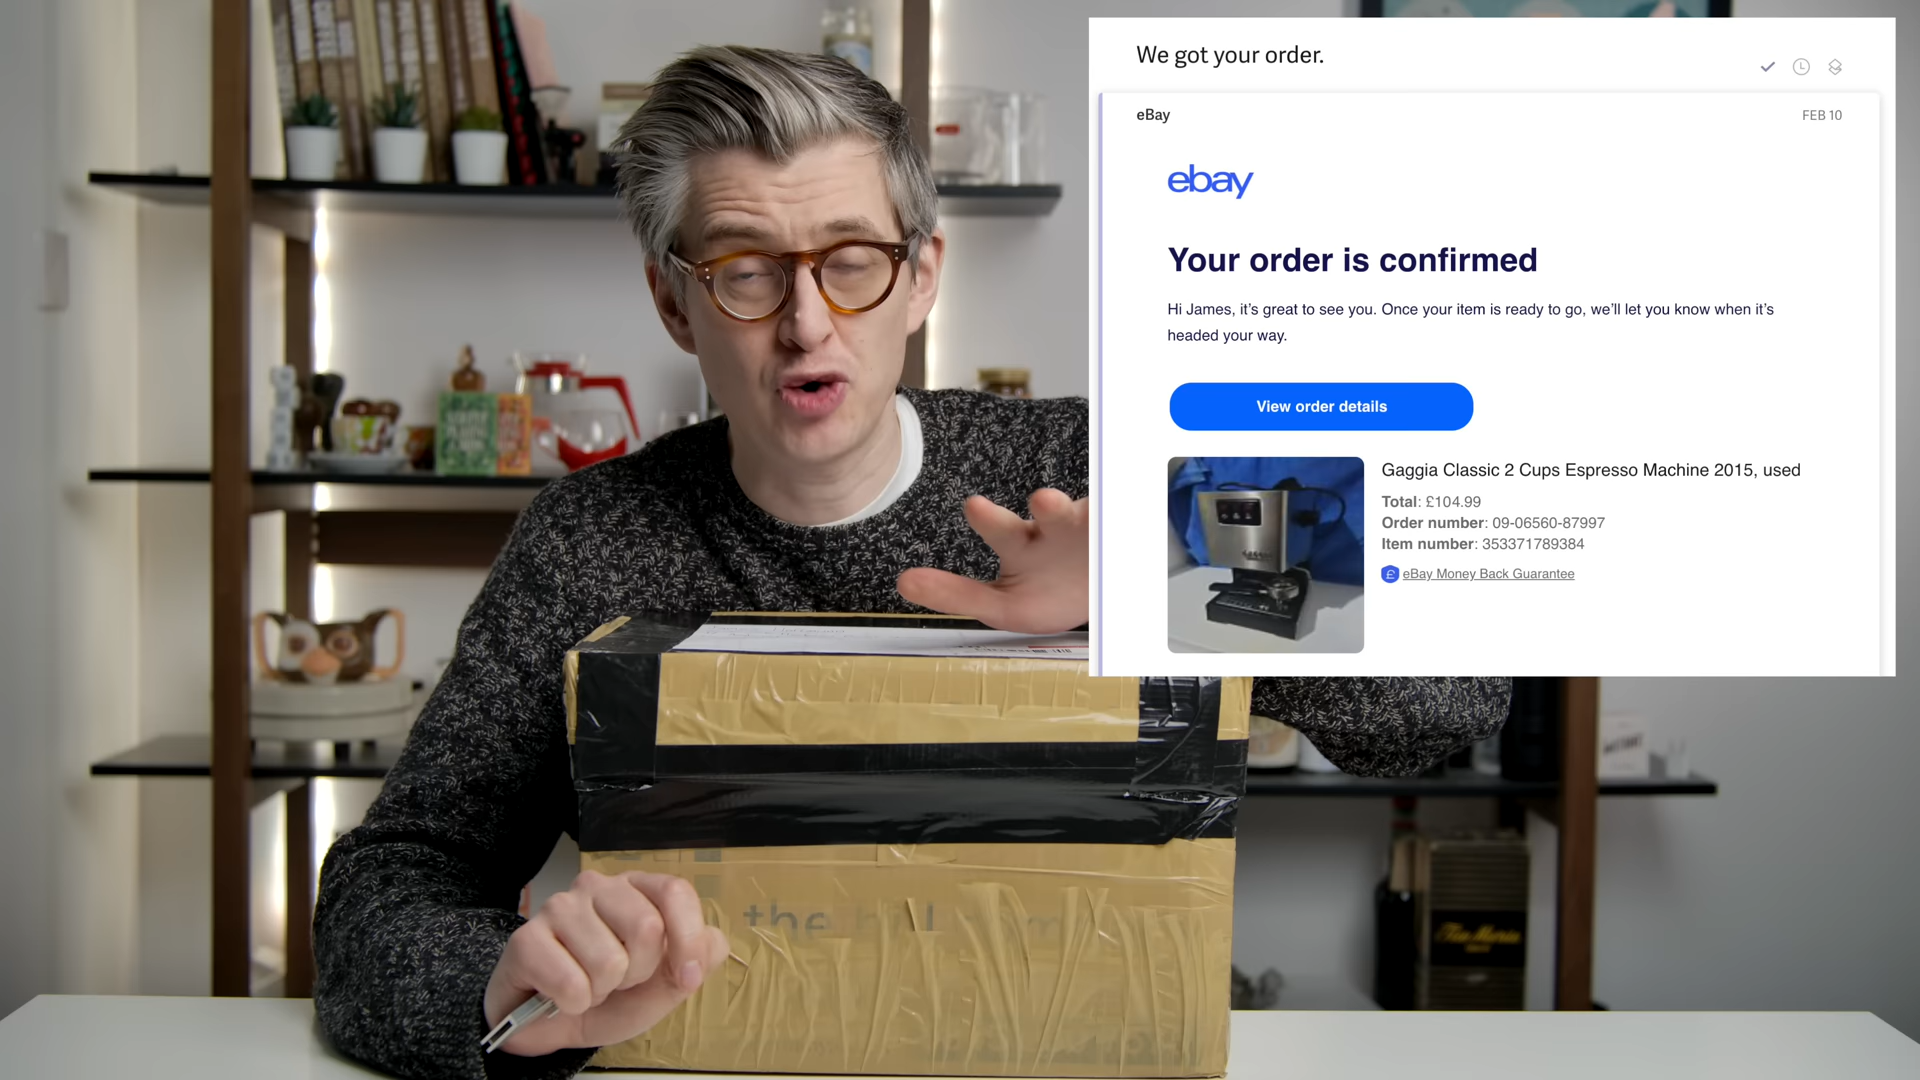 We got your order.
eBay
FEB 10
ebay
Your order is confirmed
Hi James, it’s great to see you. Once your item is ready to go, we’ll let you know when it’s
headed your way.
View order details
Gaggia Classic 2 Cups Espresso Machine 2015, used
Total: £104.99
Order number: 09-06560-87997
Item number: 353371789384
£ eBay Money Back Guarantee
the
Tia Maria